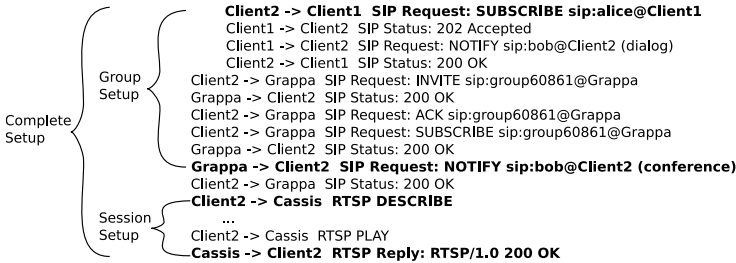 Client2 -> Client1 SIP Request: SUBSCRIBE sip:alice@Client1
Client1 -> Client2 SIP Status: 202 Accepted
Client1 -> Client2 SIP Request: NOTIFY sip:bob@Client2 (dialog)
Client2 -> Client1 SIP Status: 200 OK
Group
Setup
Client2 -> Grappa SIP Request: INVITE sip:group60861@Grappa
Grappa -> Client2 SIP Status: 200 OK
Client2 -> Grappa SIP Request: ACK sip:group60861@Grappa
Complete
Setup
Client2 -> Grappa SIP Request: SUBSCRIBE sip:group60861@Grappa
Grappa -> Client2 SIP Status: 200 OK
Grappa -> Client2 SIP Request: NOTIFY sip:bob@Client2 (conference)
Client2 -> Grappa SIP Status: 200 OK
Client2 -> Cassis RTSP DESCRIBE
Session
Setup
...
Client2 -> Cassis RTSP PLAY
Cassis -> Client2 RTSP Reply: RTSP/1.0 200 OK